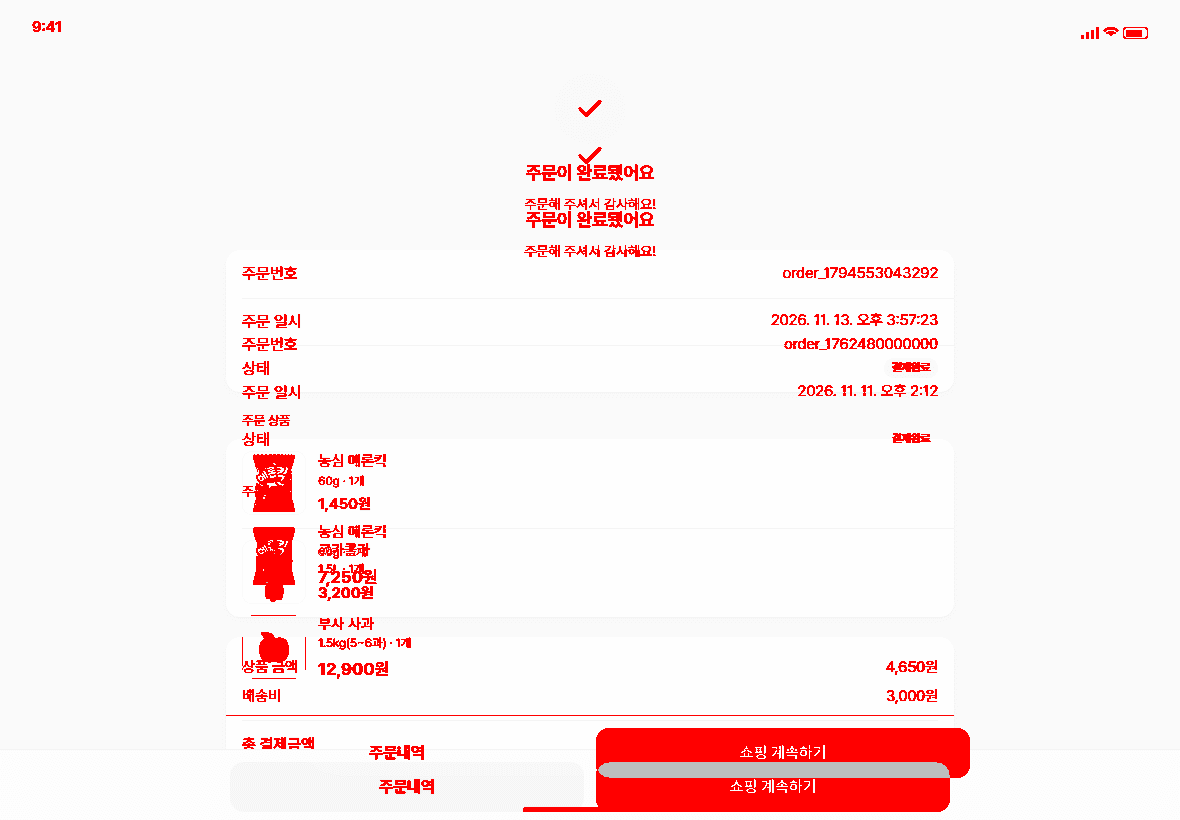 9:41
주문이 완료됐어요
주문해 주셔서 감사해요!
주문이 완료됐어요
주문해 주셔서 감사해요!
주문번호 order_1794553043292
주문 일시 2026. 11. 13. 오후 3:57:23
주문번호 order_1762480000000
상태
주문 일시 2026. 11. 11. 오후 2:12
주문 상품
상태
농심 메론킥
60g · 1개
1,450원
농심 메론킥
7,250원
3,200원
부사 사과
1.5kg(5~6과) · 1개
12,900원
상품 금액 4,650원
배송비 3,000원
총 결제금액
주문내역 쇼핑 계속하기
주문내역 쇼핑 계속하기